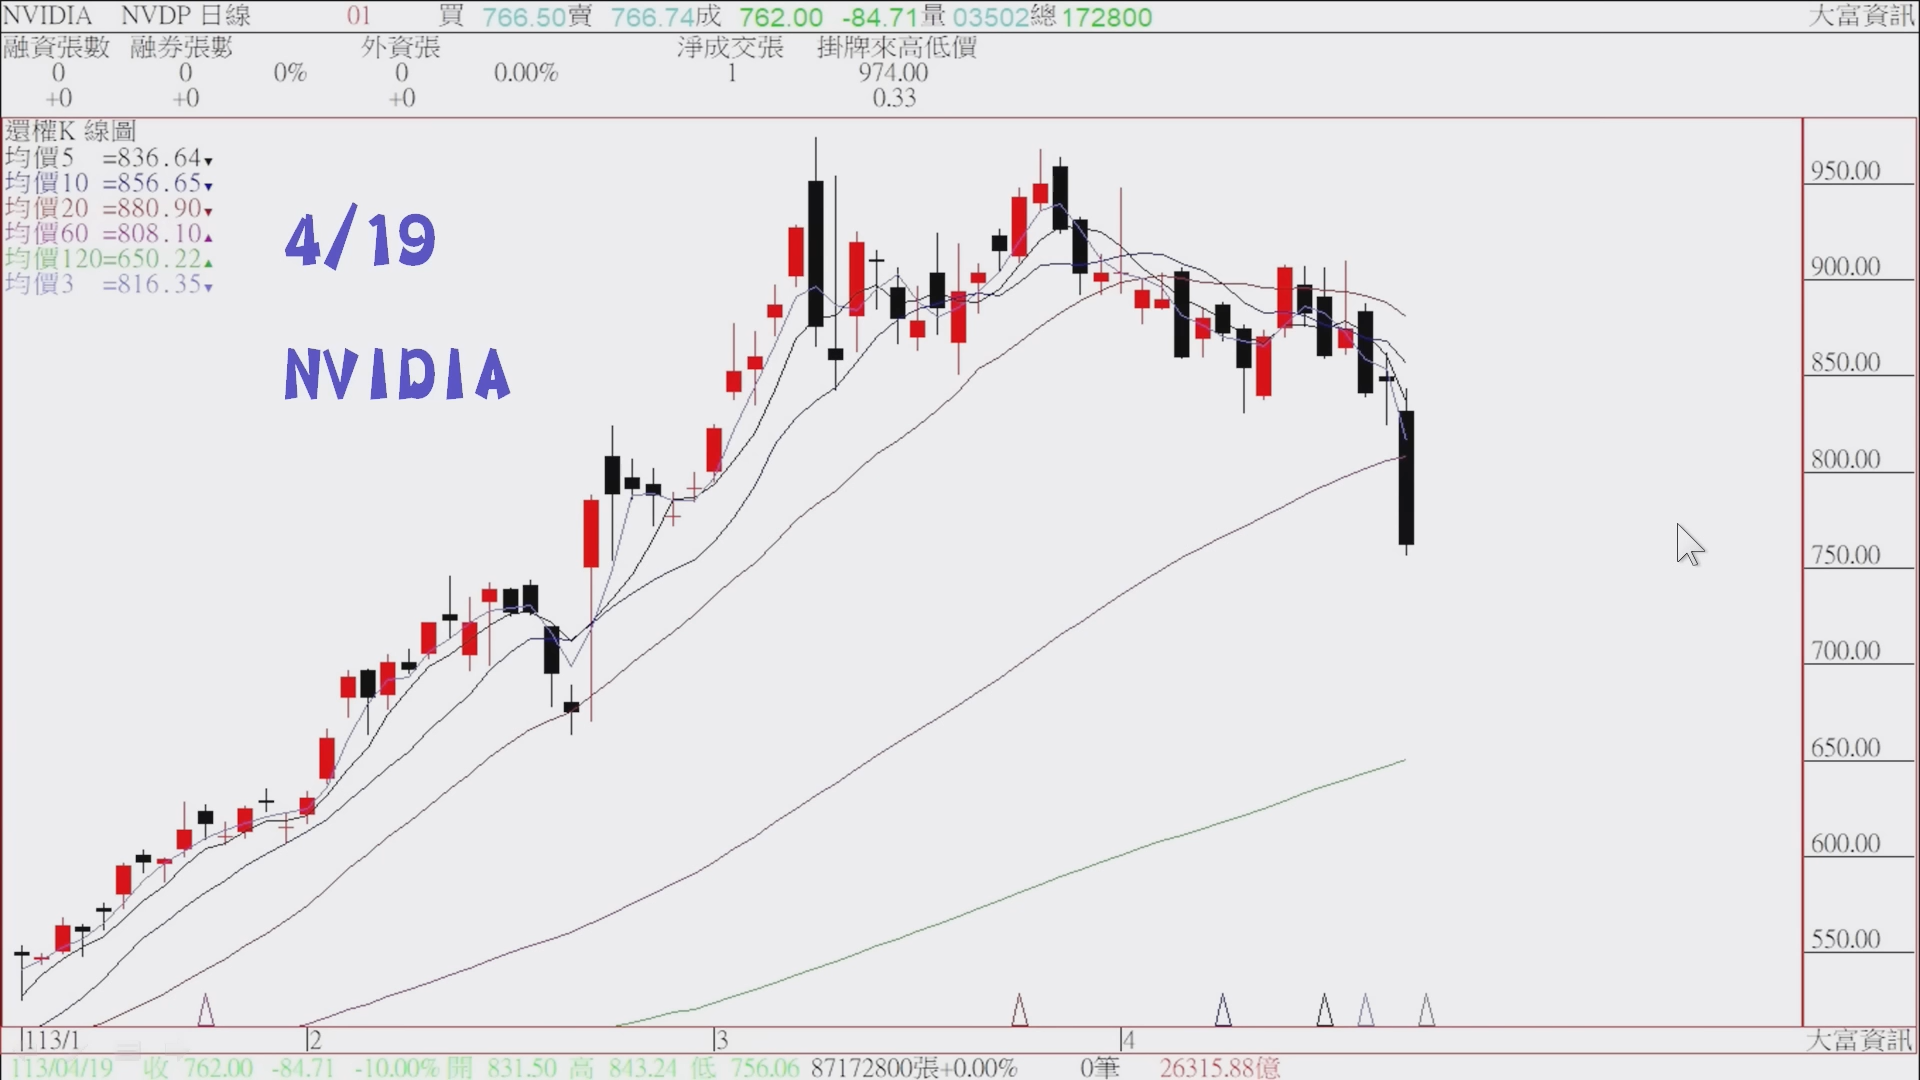 NVIDIA NVDP 日線 01 買 766.50 賣 766.74 成 762.00 -84.71 量 03502 總 172800 大富資訊
融資張數 融券張數 外資張 淨成交張 掛牌來高低價
0 0 0% 0 0.00% 1 974.00
+0 +0 +0 0.33
還權K 線圖
均價5 =836.64▼
均價10 =856.65▼
均價20 =880.90▼
均價60 =808.10▲
均價120=650.22▲
均價3 =816.35▼
4/19
NVIDIA
950.00
900.00
850.00
800.00
750.00
700.00
650.00
600.00
550.00
113/1 2 3 4 大富資訊
113/04/19 收 762.00 -84.71 -10.00% 開 831.50 高 843.24 低 756.06 87172800張+0.00% 0筆 26315.88億